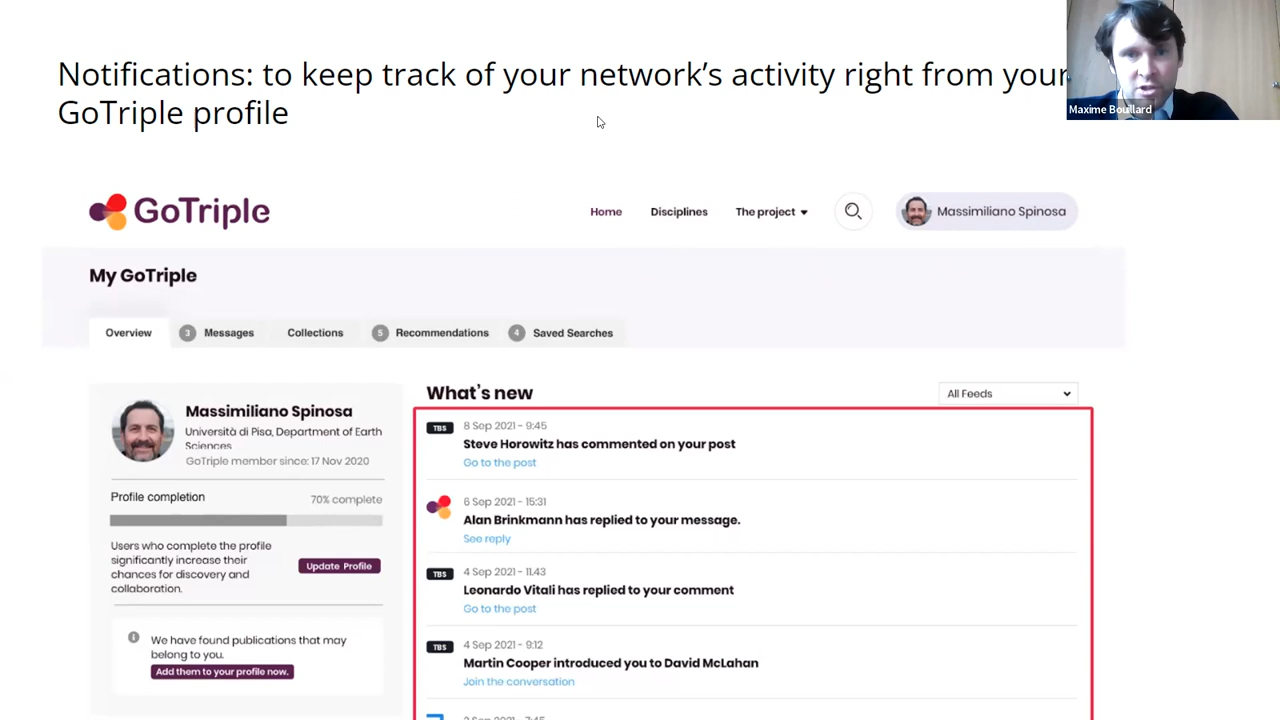 Notifications: to keep track of your network's activity right from your
GoTriple profile
Maxime Bouillard
GoTriple
Home
Disciplines
The project
Massimiliano Spinosa
My GoTriple
Overview
3 Messages
Collections
5 Recommendations
4 Saved Searches
Massimiliano Spinosa
Università di Pisa, Department of Earth
Sciences
GoTriple member since: 17 Nov 2020
Profile completion
70% complete
Users who complete the profile
significantly increase their
chances for discovery and
collaboration.
Update Profile
We have found publications that may
belong to you.
Add them to your profile now.
What's new
All Feeds
TBS
8 Sep 2021 - 9:45
Steve Horowitz has commented on your post
Go to the post
6 Sep 2021 - 15:31
Alan Brinkmann has replied to your message.
See reply
TBS
4 Sep 2021 - 11.43
Leonardo Vitali has replied to your comment
Go to the post
TBS
4 Sep 2021 - 9:12
Martin Cooper introduced you to David McLahan
Join the conversation